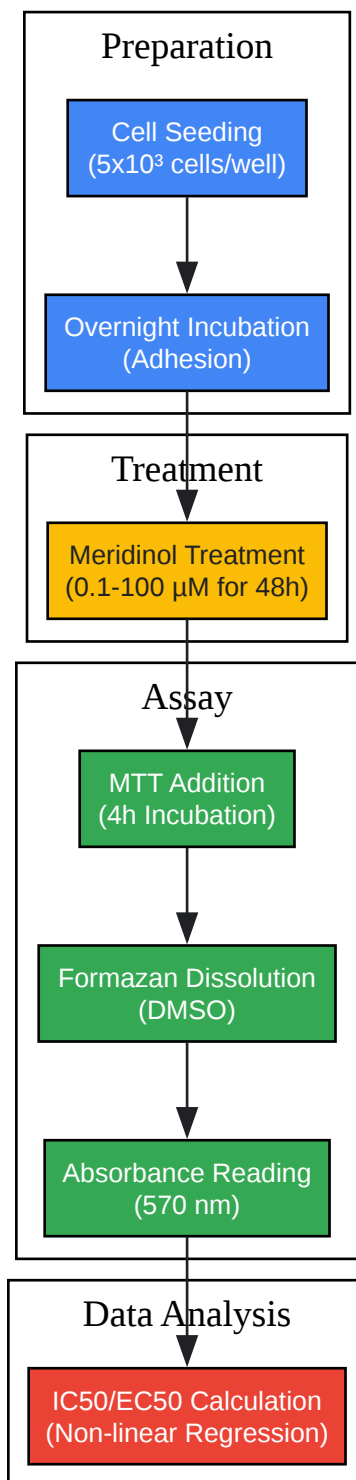 Preparation
Cell Seeding
(5x10³ cells/well)
Overnight Incubation
(Adhesion)
Treatment
Meridinol Treatment
(0.1-100 µM for 48h)
Assay
MTT Addition
(4h Incubation)
Formazan Dissolution
(DMSO)
Absorbance Reading
(570 nm)
Data Analysis
IC50/EC50 Calculation
(Non-linear Regression)